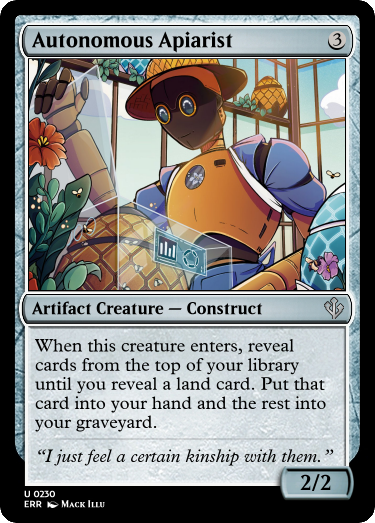 Autonomous Apiarist 3
Artifact Creature — Construct
When this creature enters, reveal
cards from the top of your library
until you reveal a land card. Put that
card into your hand and the rest into
your graveyard.
“I just feel a certain kinship with them.”
2/2
U 0230
ERR Mack Illu